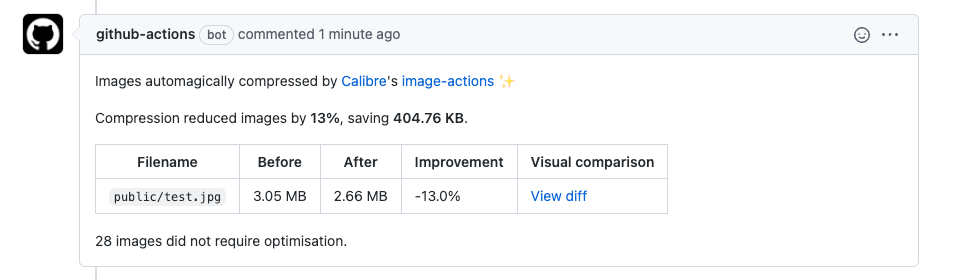 github-actions bot commented 1 minute ago
Images automagically compressed by Calibre's image-actions ✨
Compression reduced images by 13%, saving 404.76 KB.
Filename Before After Improvement Visual comparison
public/test.jpg 3.05 MB 2.66 MB -13.0% View diff
28 images did not require optimisation.